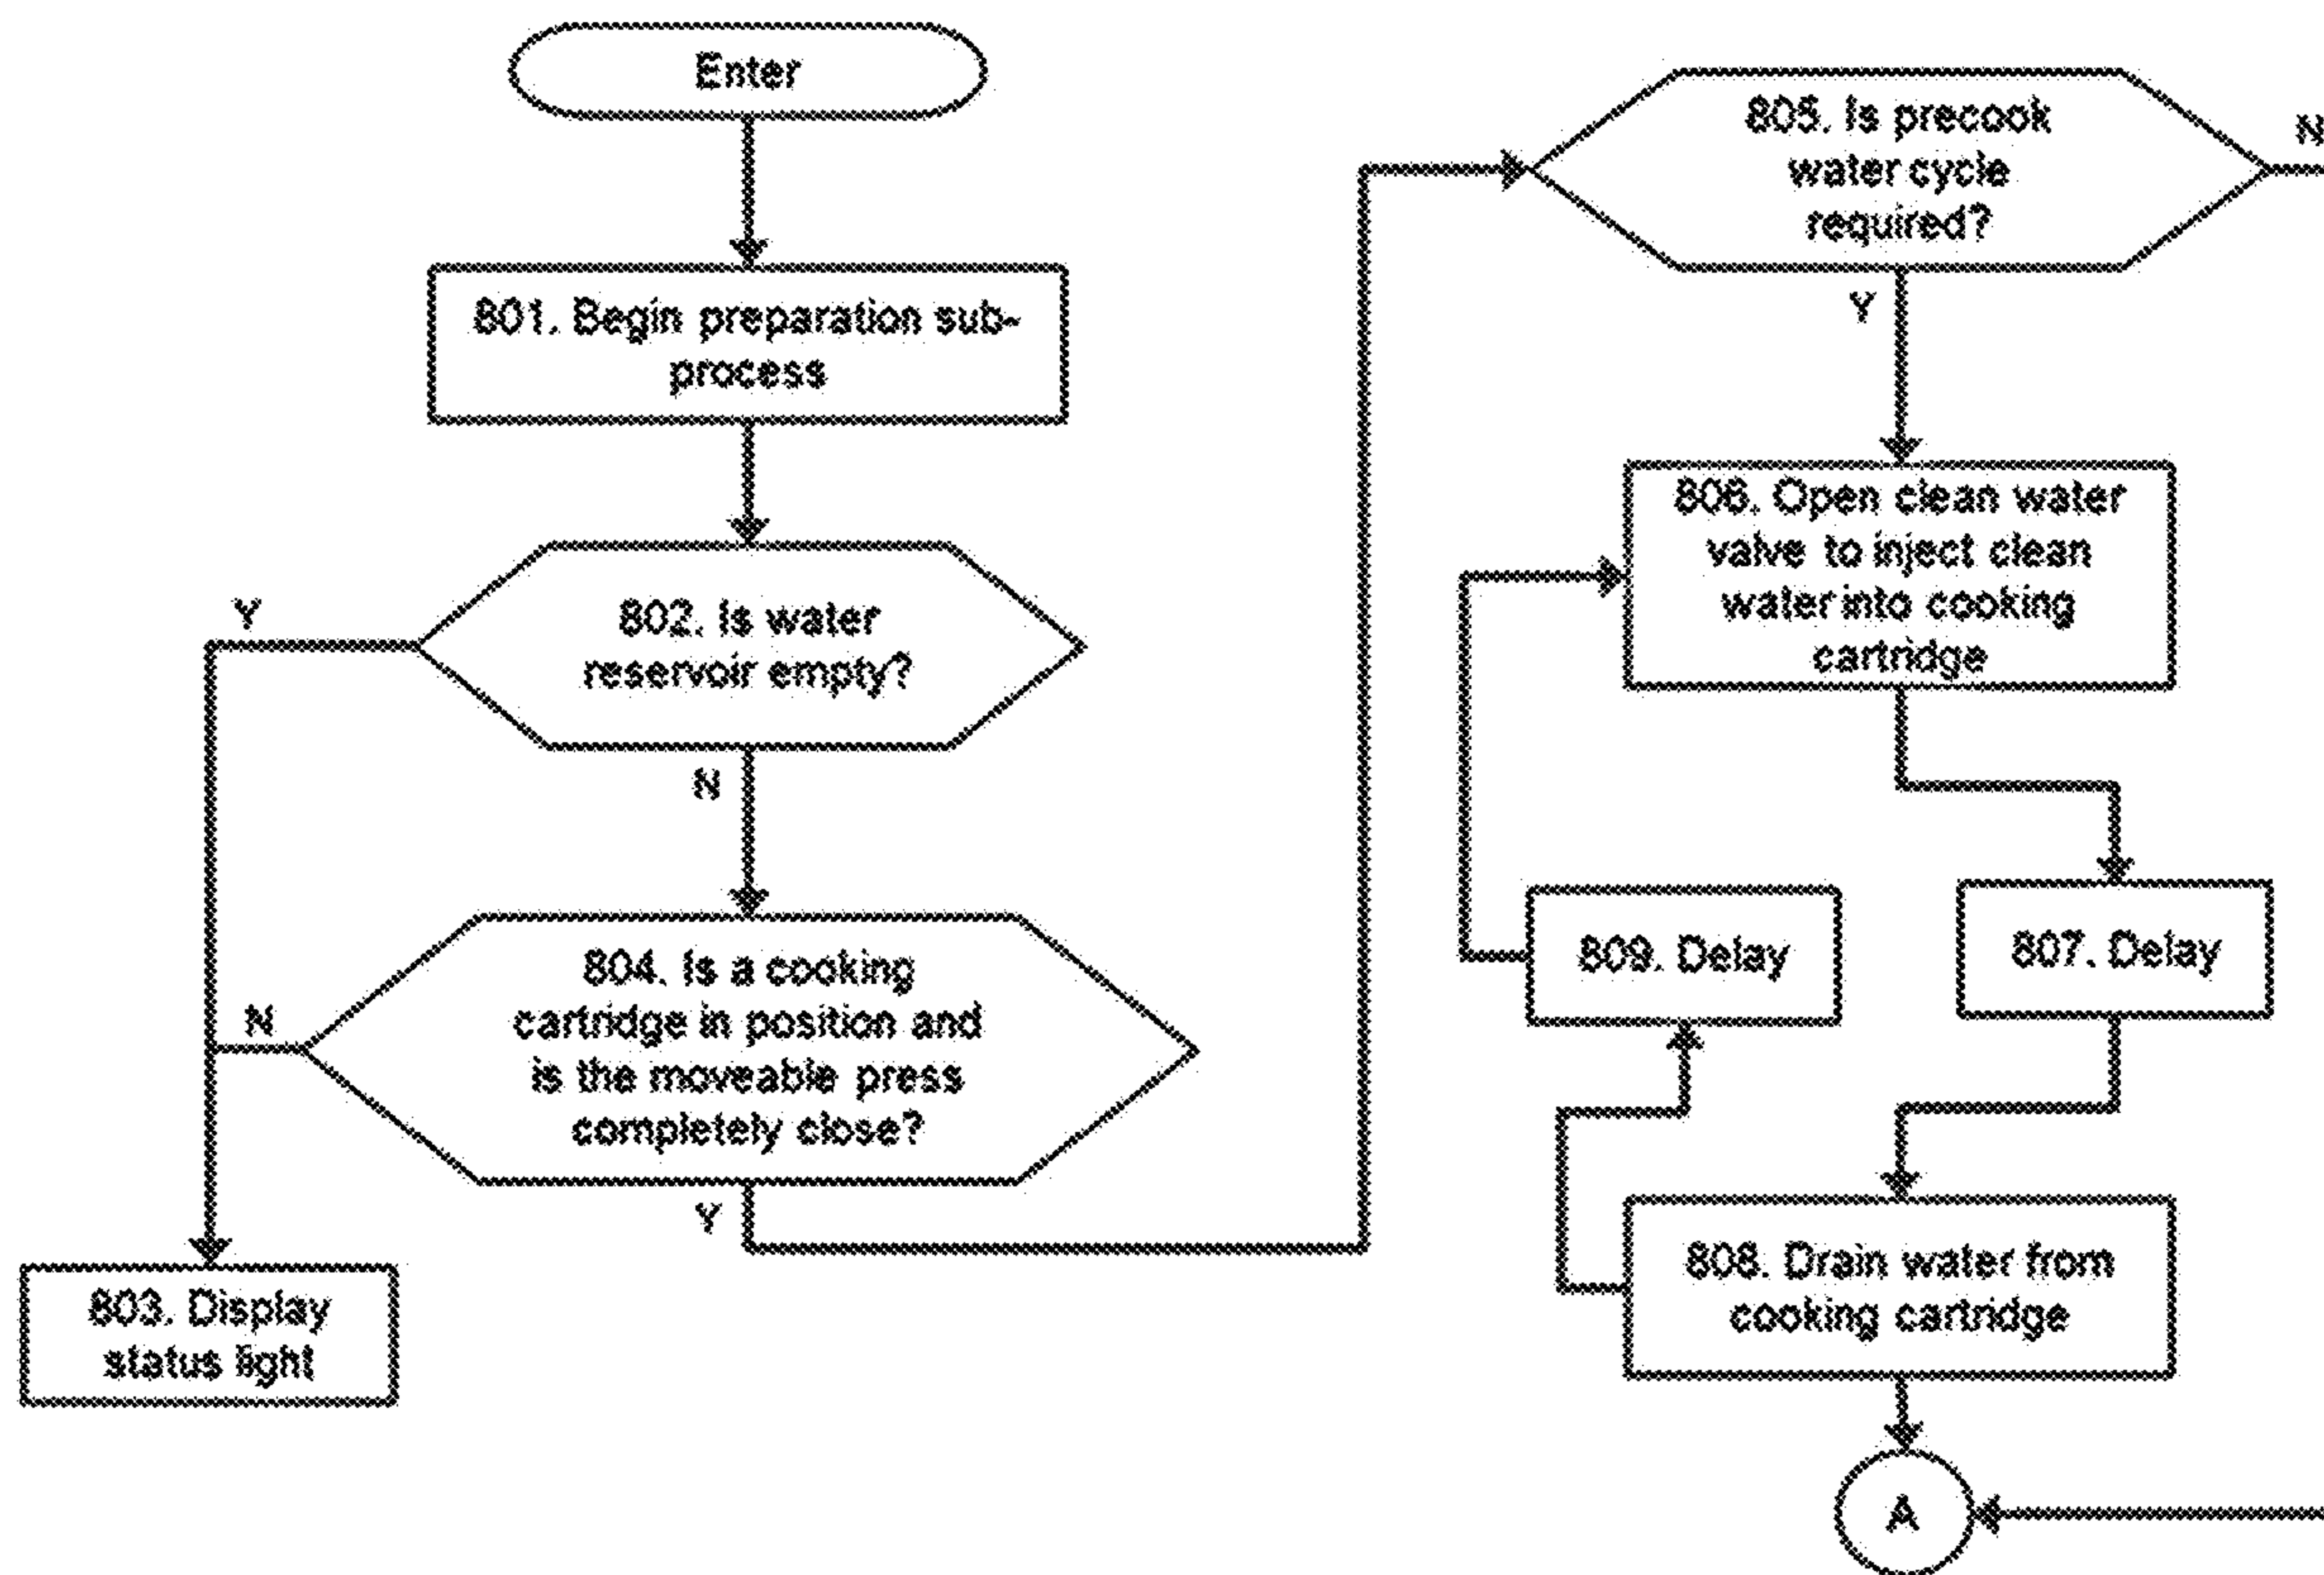 Enter
801. Begin preparation sub-
process
802. Is water
reservoir empty?
Y
N
804. Is a cooking
cartridge in position and
is the moveable press
completely close?
N
Y
803. Display
status light
805. Is precook
water cycle
required?
N
Y
806. Open clean water
valve to inject clean
water into cooking
cartridge
809. Delay
807. Delay
808. Drain water from
cooking cartridge
A